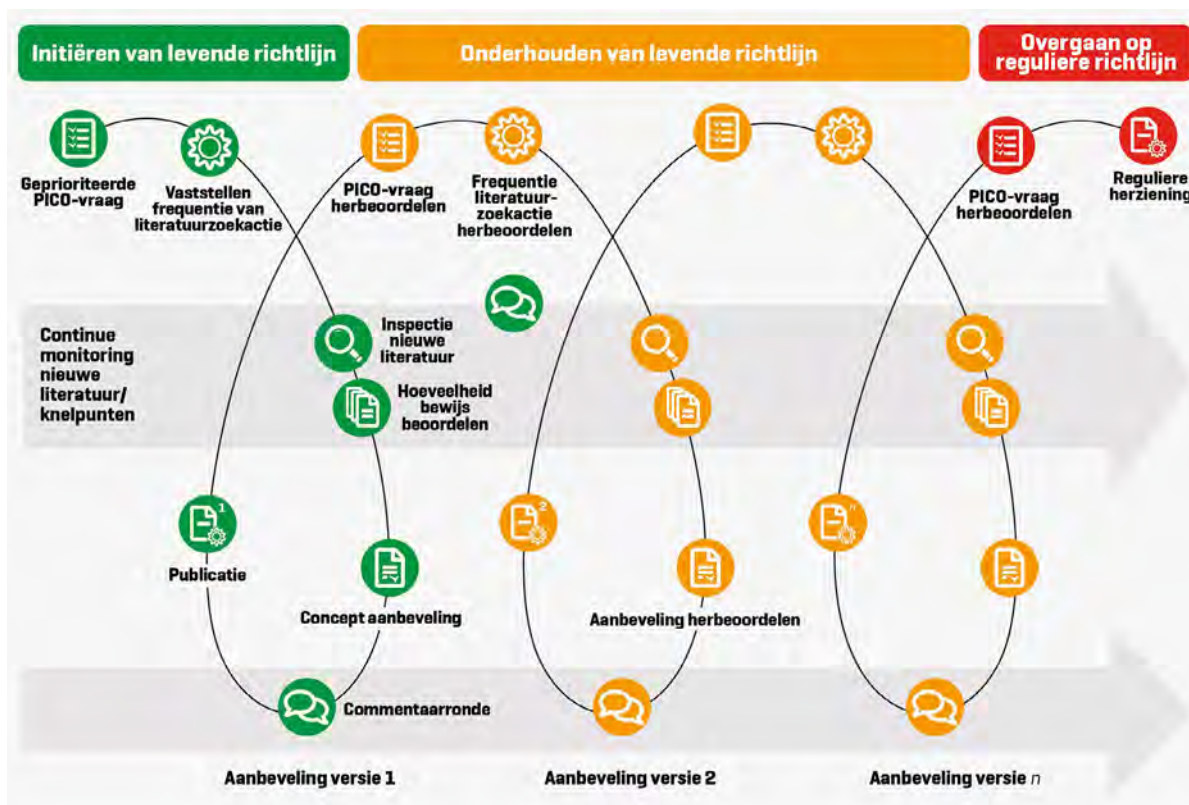 Initiëren van levende richtlijn
Onderhouden van levende richtlijn
Overgaan op
reguliere richtlijn
Geprioriteerde
PICO-vraag
Vaststellen
frequentie van
literatuurzoekactie
PICO-vraag
herbeoordelen
Frequentie
literatuur-
zoekactie
herbeoordelen
PICO-vraag
herbeoordelen
Reguliere
herziening
Continue
monitoring
nieuwe
literatuur/
knelpunten
Inspectie
nieuwe
literatuur
Hoeveelheid
bewijs
beoordelen
1
Publicatie
2
n
Concept aanbeveling
Aanbeveling herbeoordelen
Commentaarronde
Aanbeveling versie 1
Aanbeveling versie 2
Aanbeveling versie n